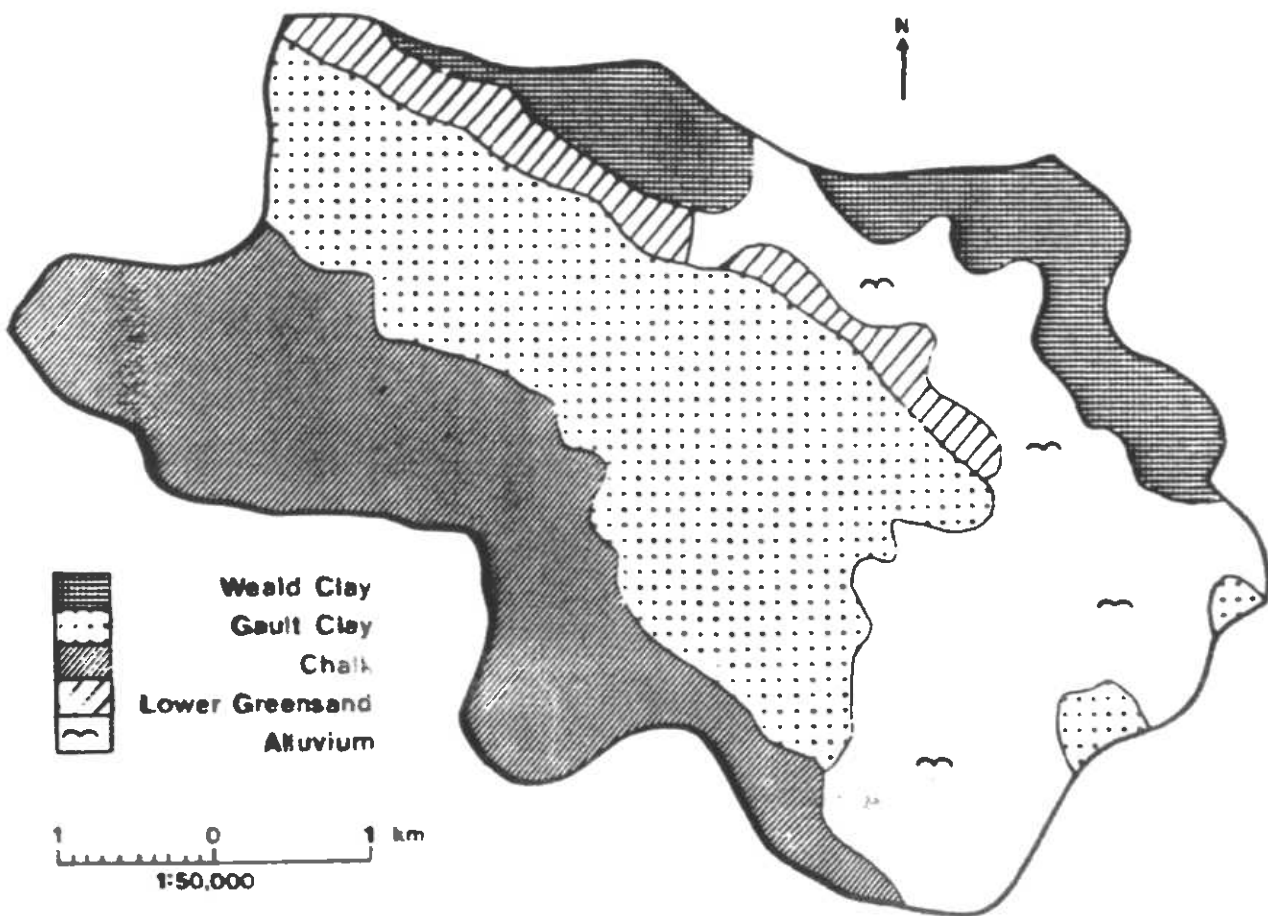 N
Weald Clay
Gault Clay
Chalk
Lower Greensand
Alluvium
1 0 1 km
1:50,000